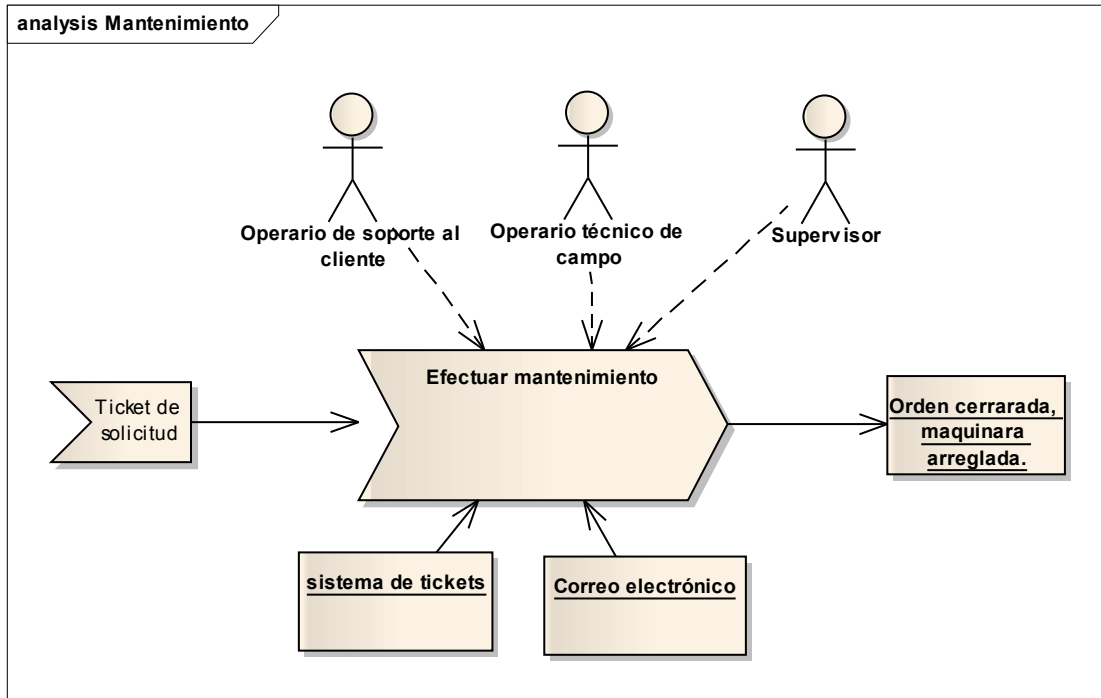 analysis Mantenimiento
Operario de soporte al
cliente
Operario técnico de
campo
Supervisor
Efectuar mantenimiento
Ticket de
solicitud
Orden cerrarada,
maquinara
arreglada.
sistema de tickets
Correo electrónico